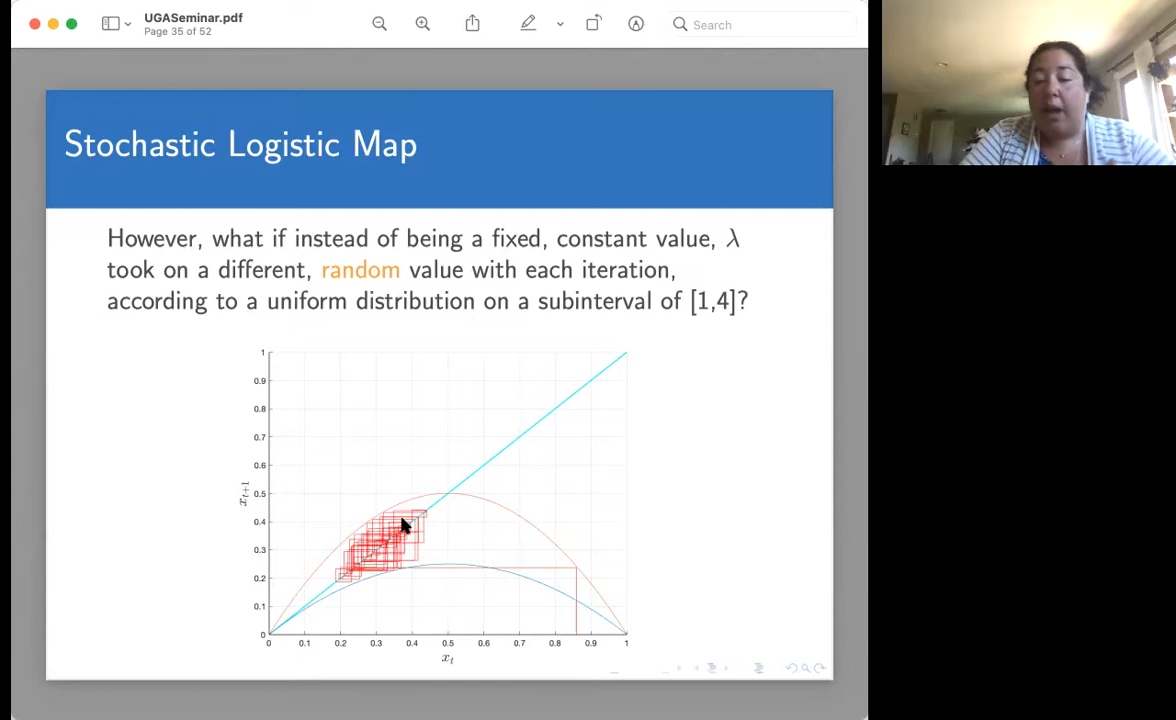 UGASeminar.pdf
Page 35 of 52
Search
Stochastic Logistic Map
However, what if instead of being a fixed, constant value, λ
took on a different, random value with each iteration,
according to a uniform distribution on a subinterval of [1,4]?
1
0.9
0.8
0.7
0.6
0.5
0.4
0.3
0.2
0.1
0
x_{t+1}
0 0.1 0.2 0.3 0.4 0.5 0.6 0.7 0.8 0.9 1
x_t